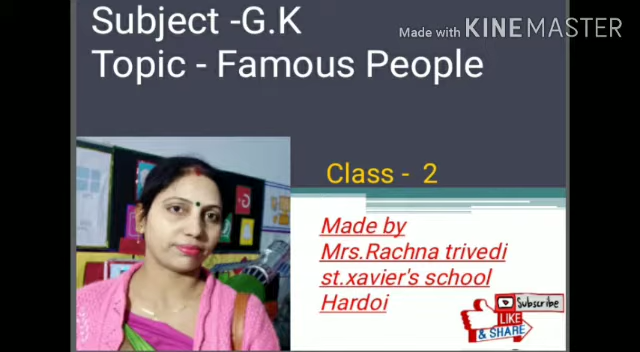 Subject -G.K
Made with KINEMASTER
Topic - Famous People
Class - 2
Made by
Mrs.Rachna trivedi
st.xavier's school
Hardoi
Subscribe
LIKE
& SHARE